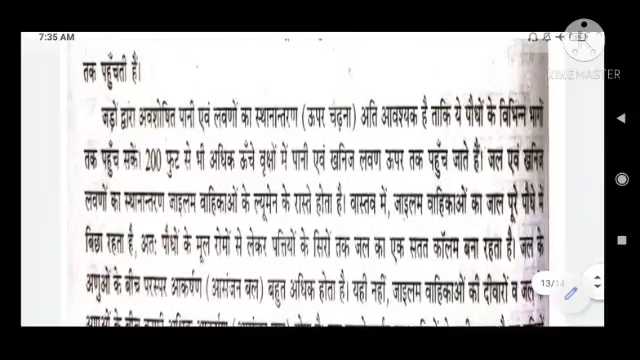 7:35 AM
KINEMASTER
तक पहुँचती हैं।
जड़ों द्वारा अवशोषित पानी एवं लवणों का स्थानान्तरण (ऊपर चढ़ना) अति आवश्यक है ताकि ये पौधों के विभिन्न भागों
तक पहुँच सकें। 200 फुट से भी अधिक ऊँचे वृक्षों में पानी एवं खनिज लवण ऊपर तक पहुँच जाते हैं। जल एवं खनिज
लवणों का स्थानान्तरण जाइलम वाहिकाओं के ल्यूमेन के रास्ते होता है। वास्तव में, जाइलम वाहिकाओं का जाल पूरे पौधे में
बिछा रहता है, अतः पौधों के मूल रोमों से लेकर पत्तियों के सिरों तक जल का एक सतत कॉलम बना रहता है। जल के
अणुओं के बीच परस्पर आकर्षण (आमंजन बल) बहुत अधिक होता है। यही नहीं, जाइलम वाहिकाओं की दीवारों व जल
13/14